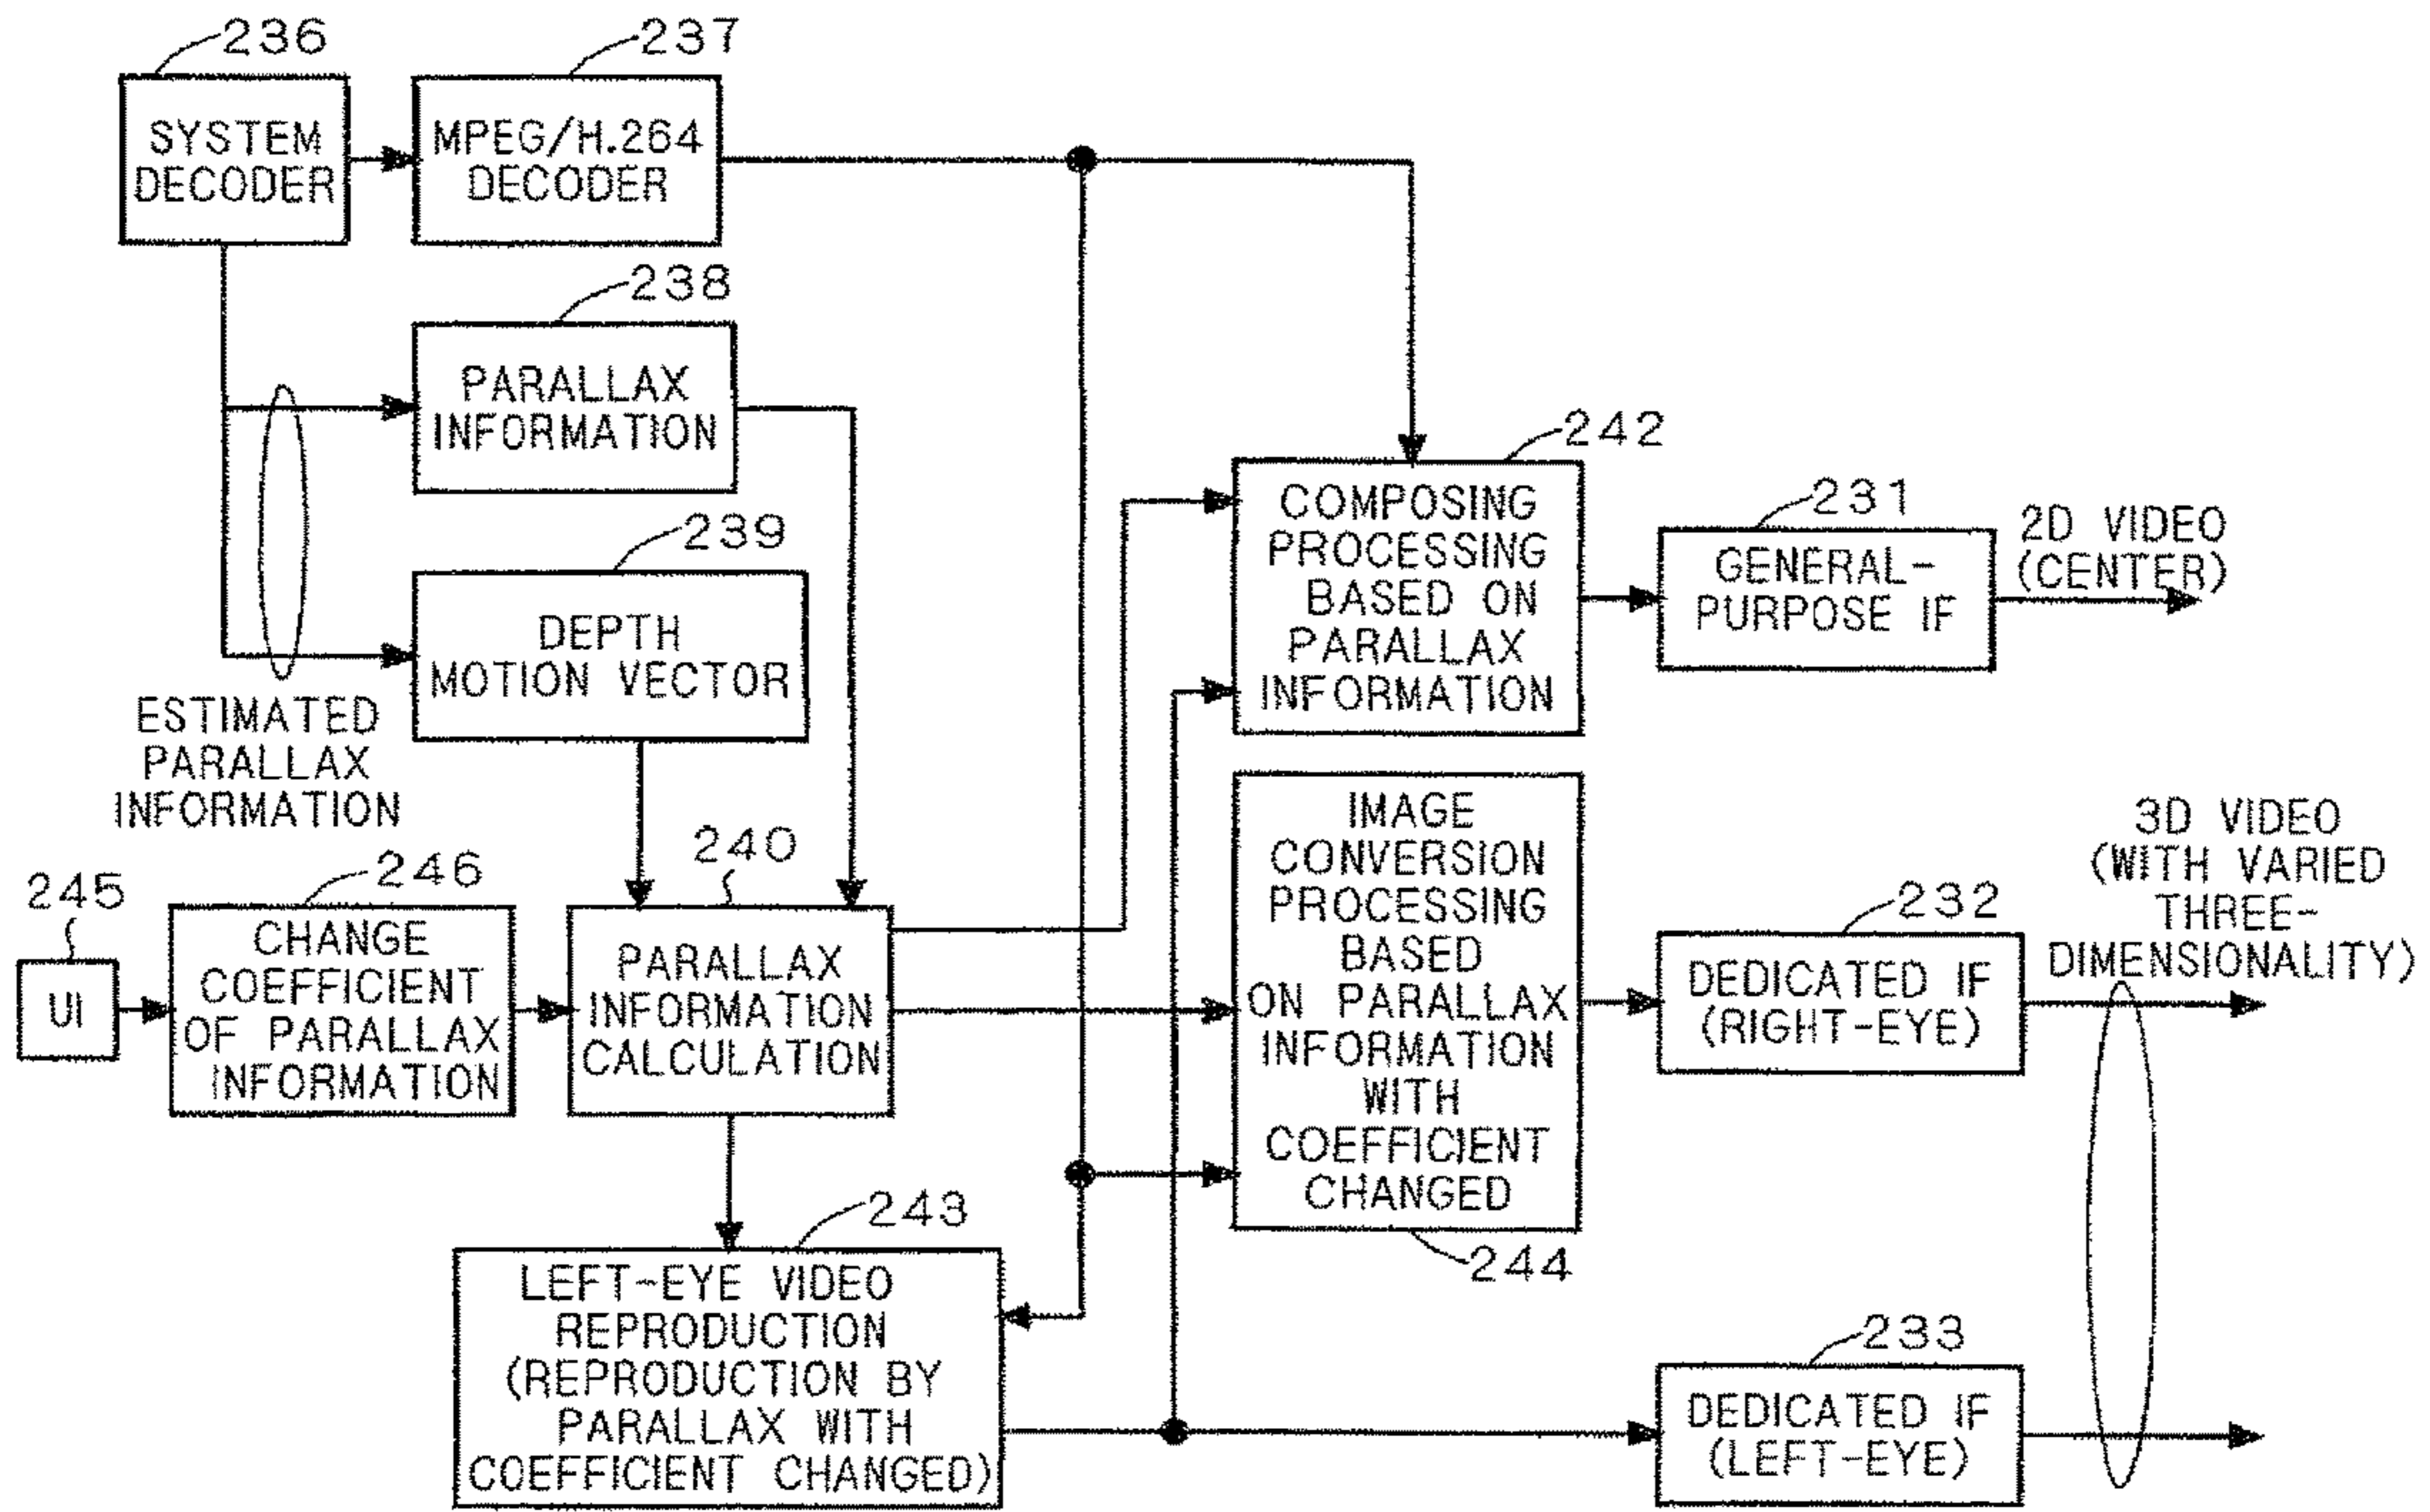 236
SYSTEM
DECODER
237
MPEG/H.264
DECODER
238
PARALLAX
INFORMATION
239
DEPTH
MOTION VECTOR
ESTIMATED
PARALLAX
INFORMATION
245
UI
246
CHANGE
COEFFICIENT
OF PARALLAX
INFORMATION
240
PARALLAX
INFORMATION
CALCULATION
243
LEFT-EYE VIDEO
REPRODUCTION
(REPRODUCTION BY
PARALLAX WITH
COEFFICIENT CHANGED)
242
COMPOSING
PROCESSING
BASED ON
PARALLAX
INFORMATION
IMAGE
CONVERSION
PROCESSING
BASED
ON PARALLAX
INFORMATION
WITH
COEFFICIENT
CHANGED
244
231
GENERAL-
PURPOSE IF
2D VIDEO
(CENTER)
232
DEDICATED IF
(RIGHT-EYE)
3D VIDEO
(WITH VARIED
THREE-
DIMENSIONALITY)
233
DEDICATED IF
(LEFT-EYE)